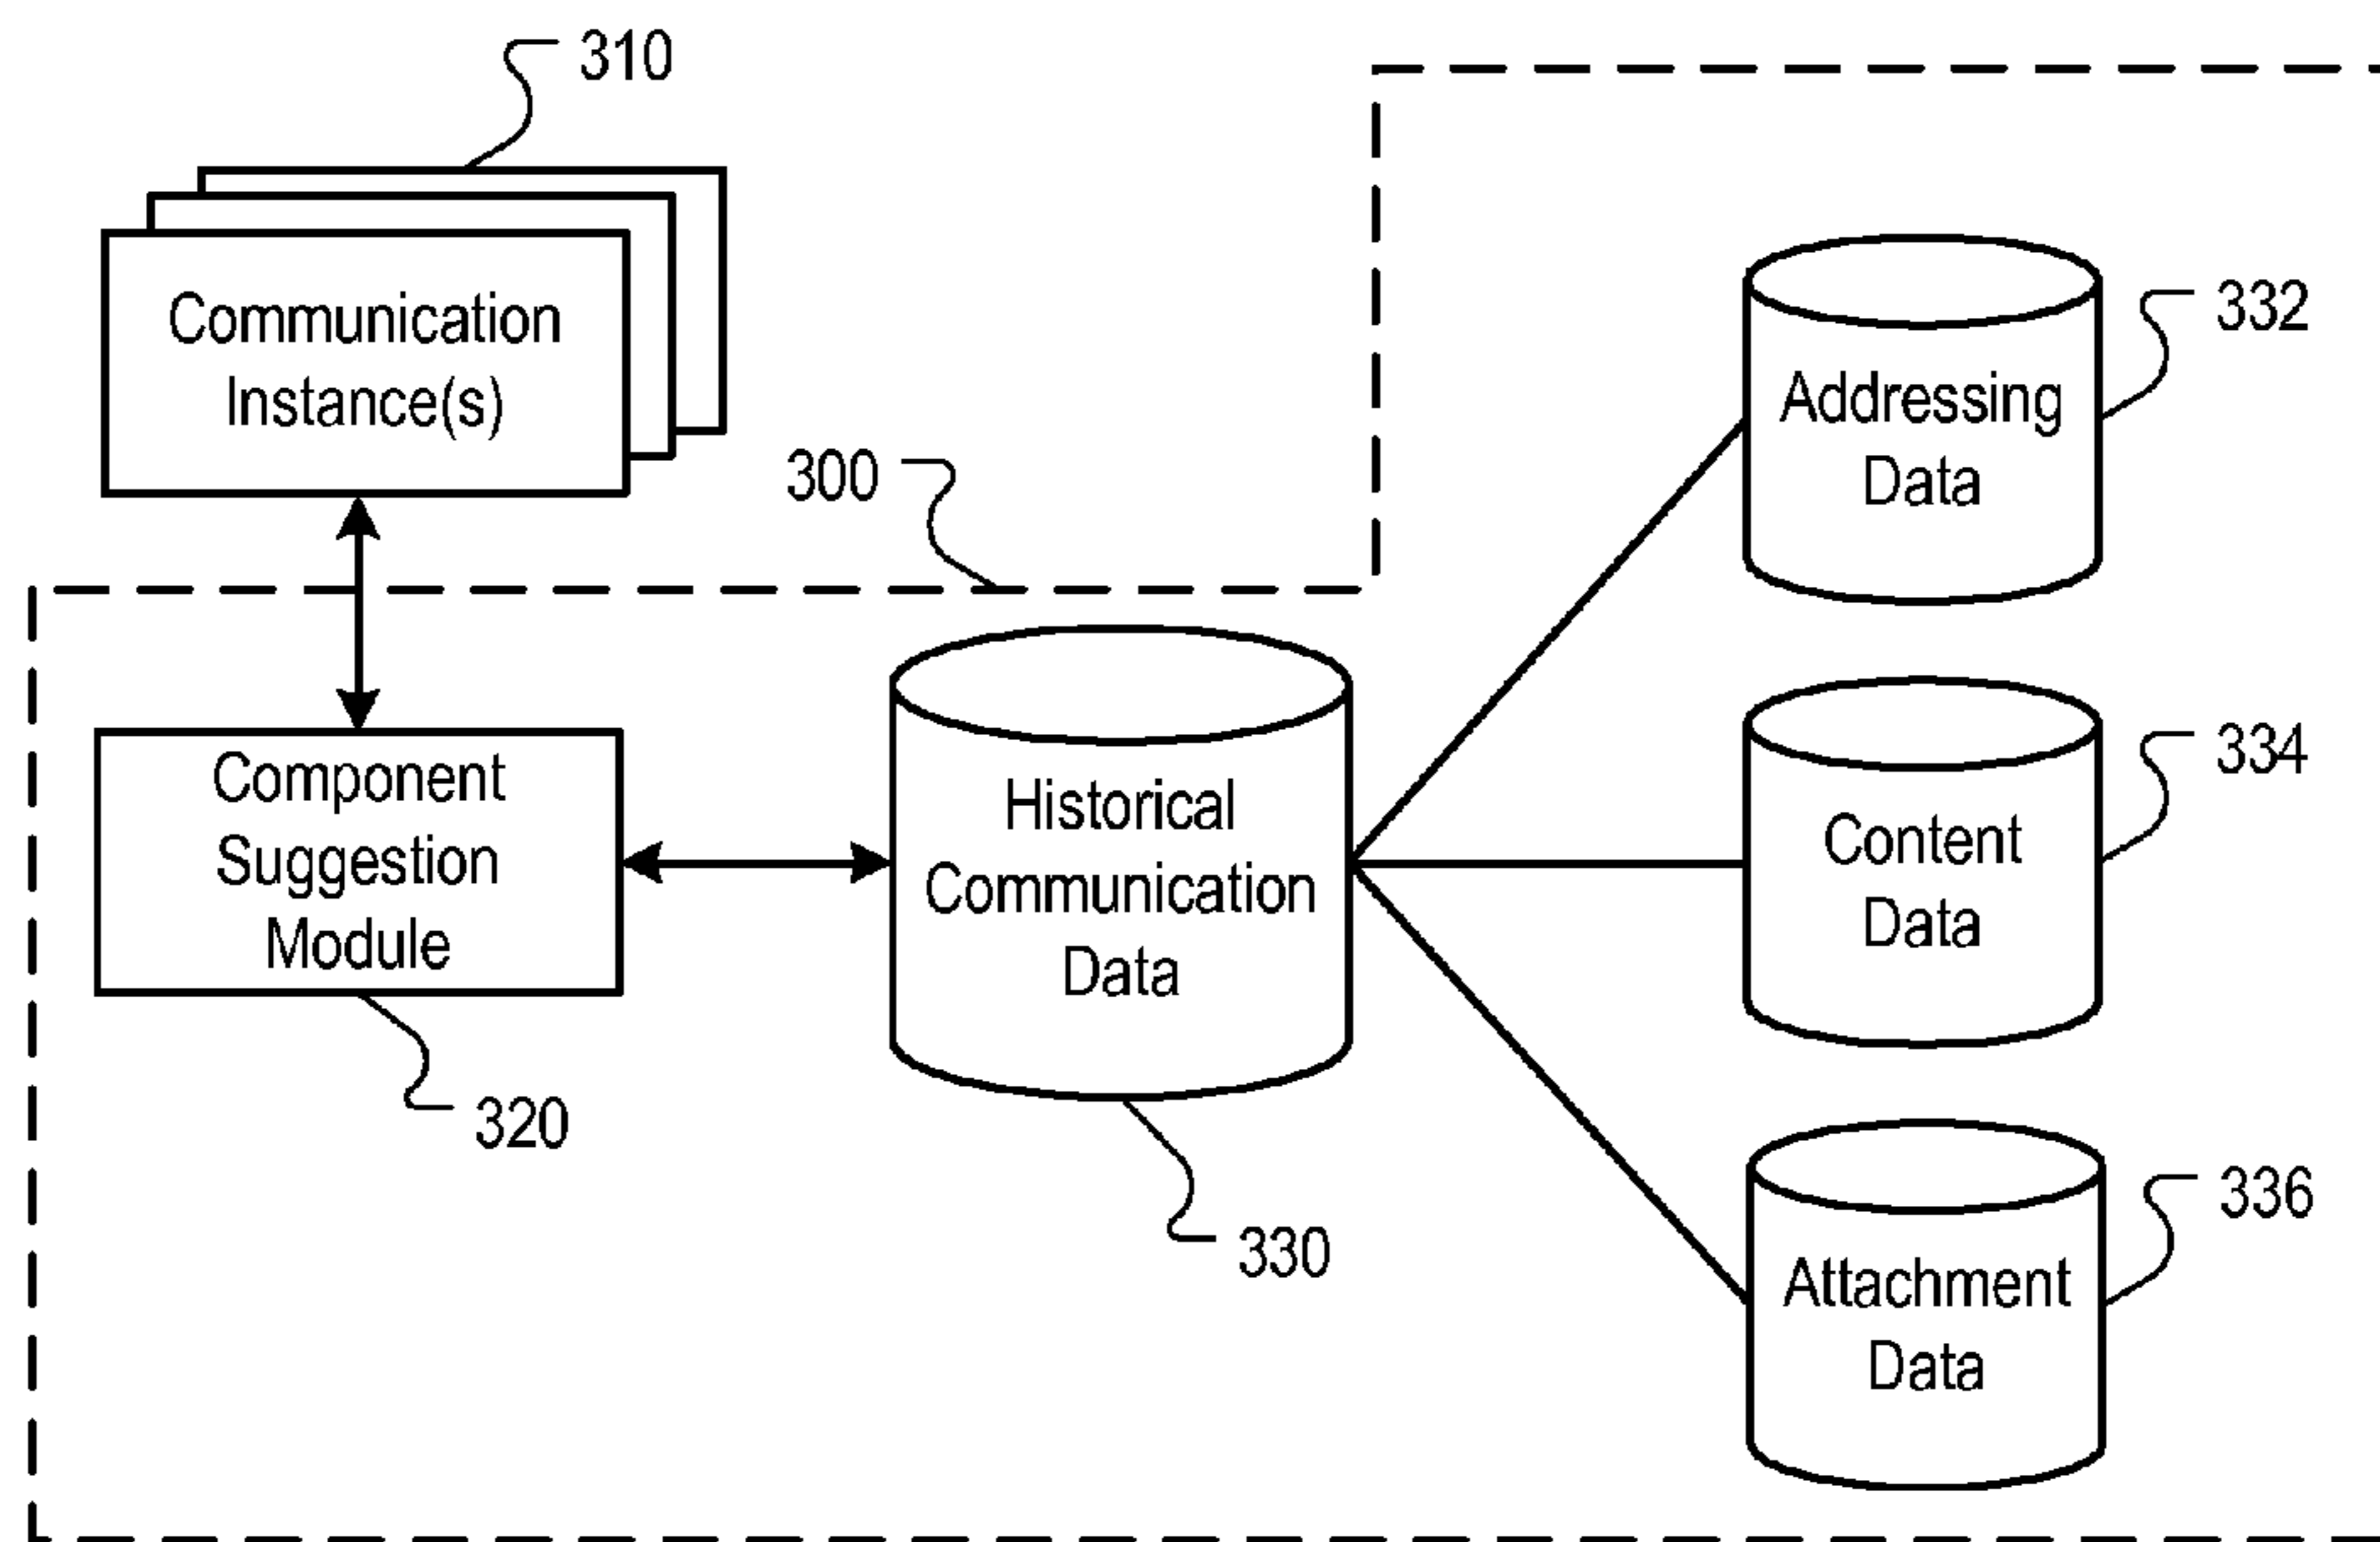 310
Communication
Instance(s)
300
332
Addressing
Data
Component
Suggestion
Module
320
Historical
Communication
Data
330
334
Content
Data
336
Attachment
Data